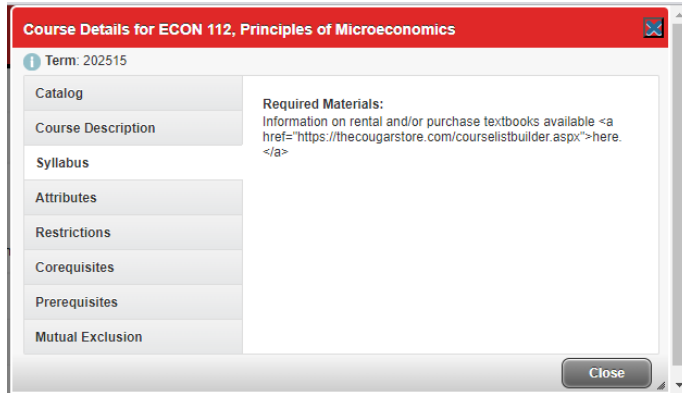 Course Details for ECON 112, Principles of Microeconomics
Term: 202515
Catalog
Course Description
Syllabus
Attributes
Restrictions
Corequisites
Prerequisites
Mutual Exclusion
Required Materials:
Information on rental and/or purchase textbooks available <a
href="https://thecougarstore.com/courselistbuilder.aspx">here.
</a>
Close